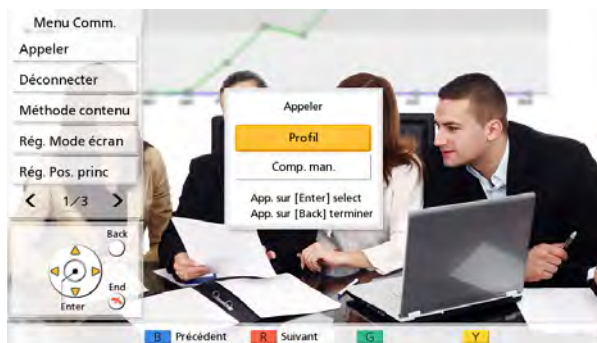 Menu Comm.
Appeler
Déconnecter
Méthode contenu
Rég. Mode écran
Rég. Pos. princ
1/3
Back
End
Enter
Appeler
Profil
Comp. man.
App. sur [Enter] select
App. sur [Back] terminer
B Précédent R Suivant G Y